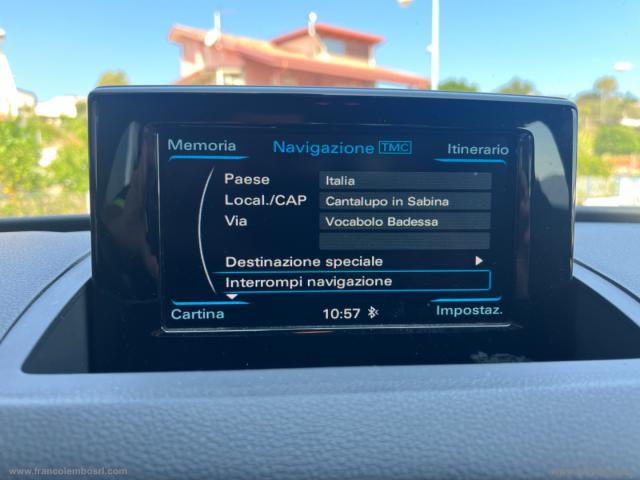 Memoria
Navigazione TMC
Itinerario
Paese Italia
Local./CAP Cantalupo in Sabina
Via Vocabolo Badessa
Destinazione speciale
Interrompi navigazione
Cartina
10:57
Impostaz.
www.francolembosrl.com